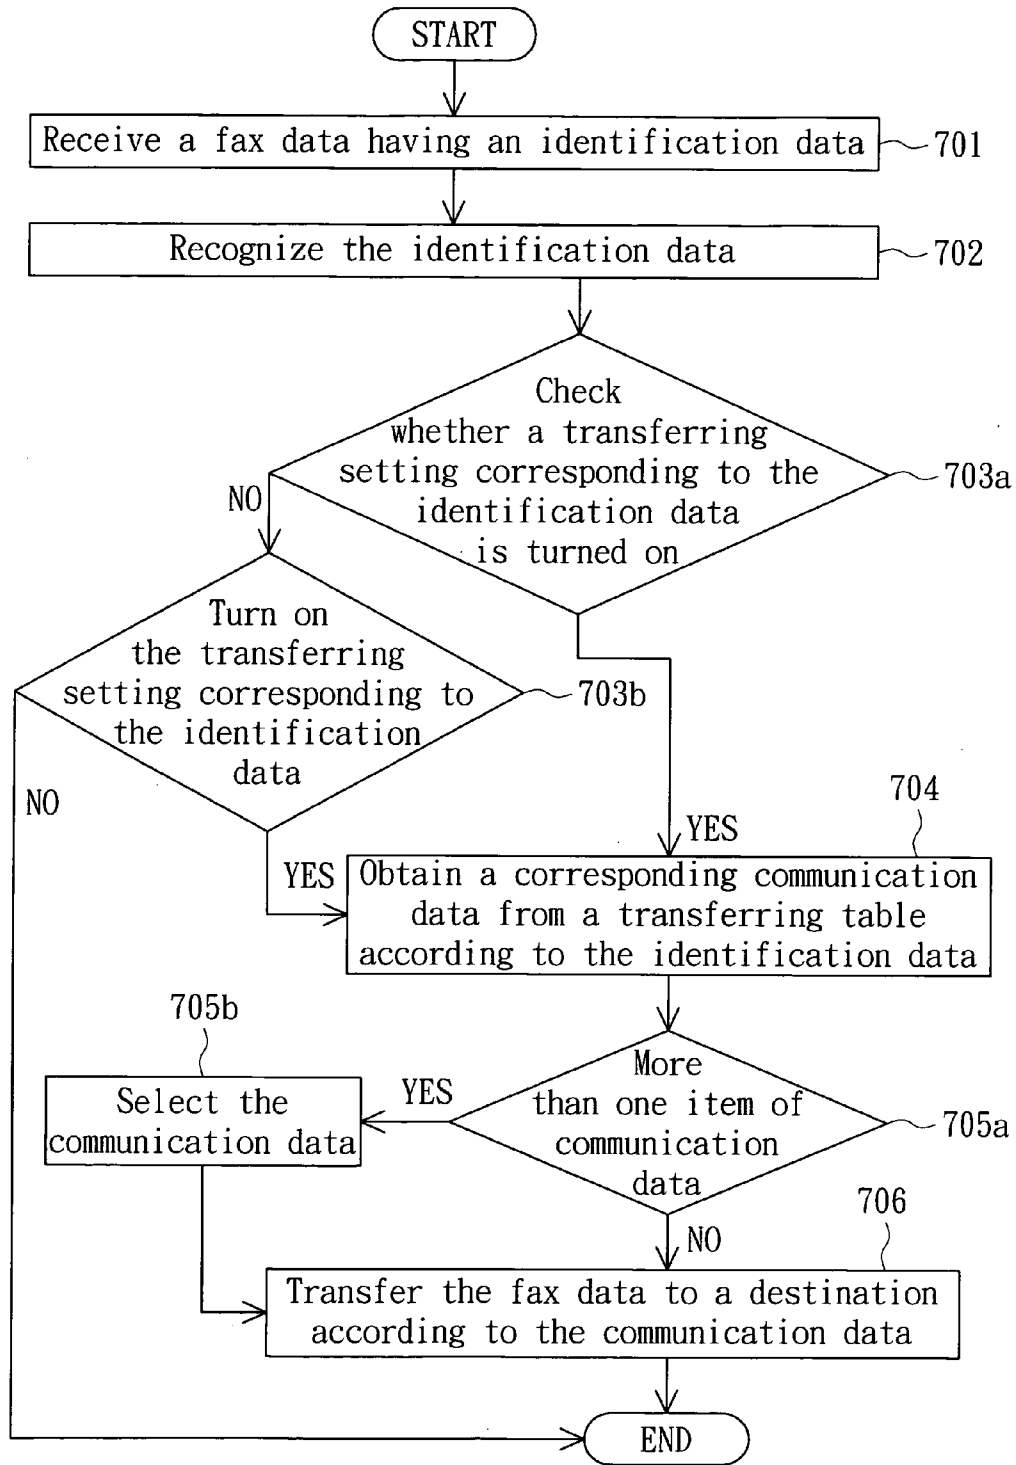 START
Receive a fax data having an identification data
701
Recognize the identification data
702
Check
whether a transferring
setting corresponding to the
identification data
is turned on
703a
NO
Turn on
the transferring
setting corresponding to
the identification
data
703b
NO
YES
YES
704
Obtain a corresponding communication
data from a transferring table
according to the identification data
705b
Select the
communication data
YES
More
than one item of
communication
data
705a
NO
706
Transfer the fax data to a destination
according to the communication data
END